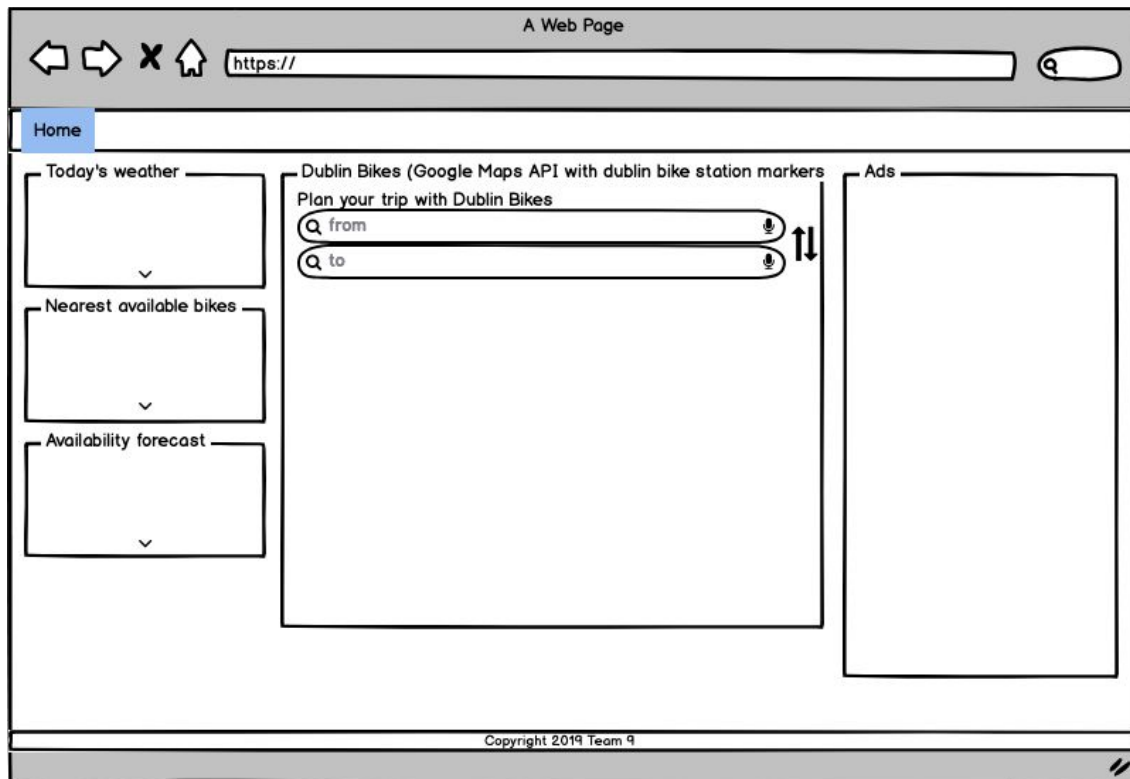 A Web Page
https://
Home
Today's weather
Nearest available bikes
Availability forecast
Dublin Bikes (Google Maps API with dublin bike station markers
Plan your trip with Dublin Bikes
from
to
Ads
Copyright 2019 Team 9